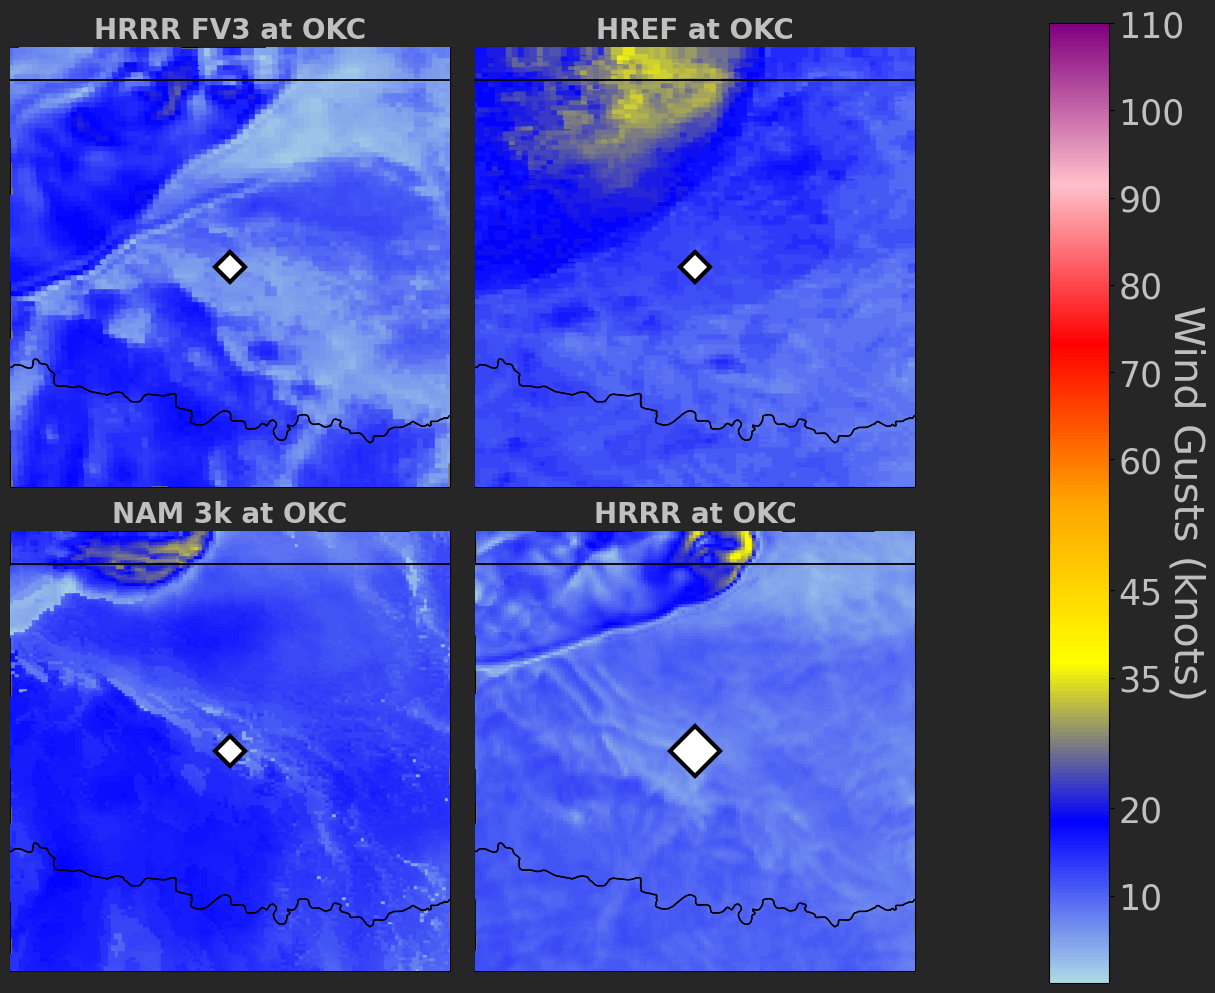 HRRR FV3 at OKC
HREF at OKC
NAM 3k at OKC
HRRR at OKC
110
100
90
80
70
60
45
35
20
10
Wind Gusts (knots)